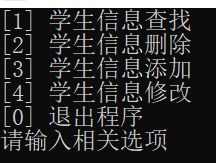 [1] 学生信息查找
[2] 学生信息删除
[3] 学生信息添加
[4] 学生信息修改
[0] 退出程序
请输入相关选项